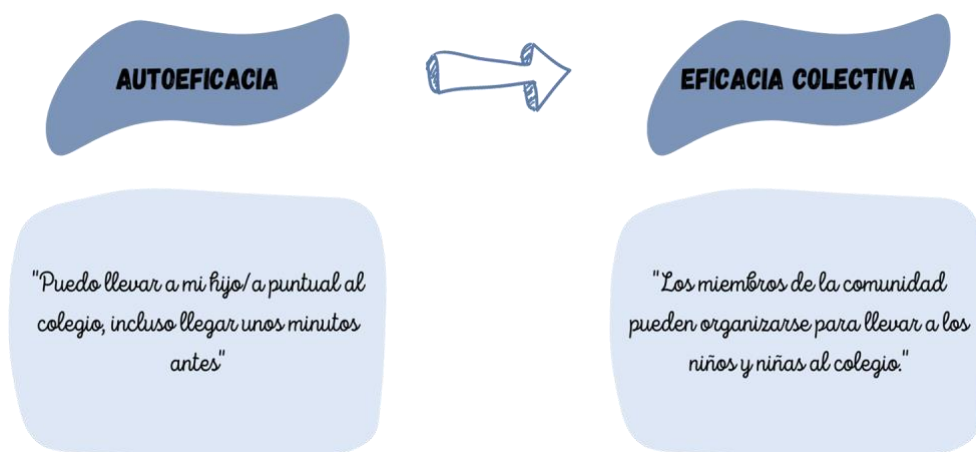 AUTOEFICACIA
EFICACIA COLECTIVA
"Puedo llevar a mi hijo/a puntual al
colegio, incluso llegar unos minutos
antes"
"Los miembros de la comunidad
pueden organizarse para llevar a los
niños y niñas al colegio."